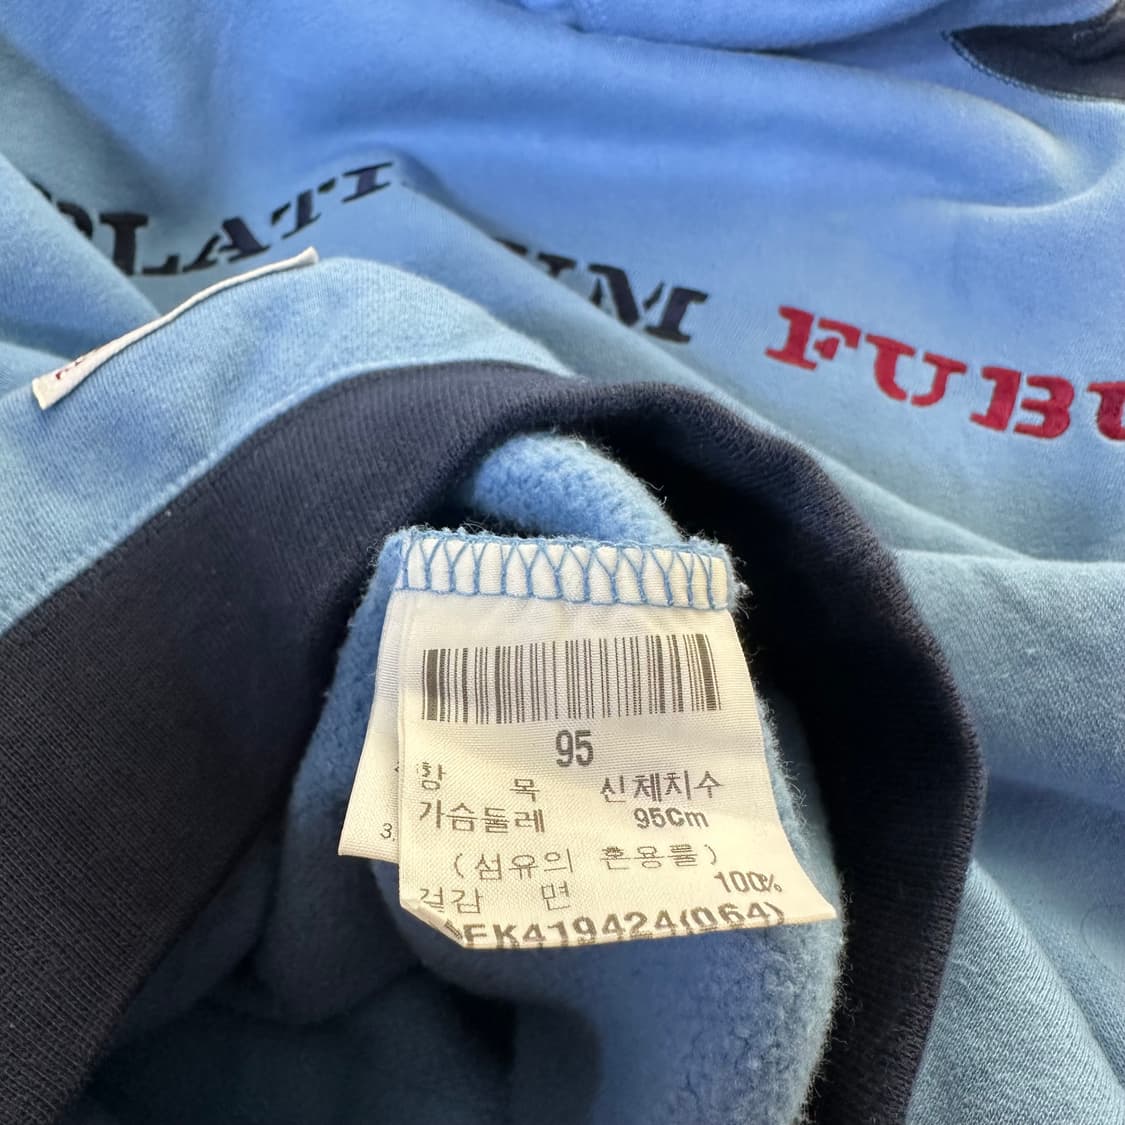 PLATINUM FUBU
95
항 목 신체치수
가슴둘레 95Cm
(섬유의 혼용률)
겉감 면 100%
FK419424(064)
3.